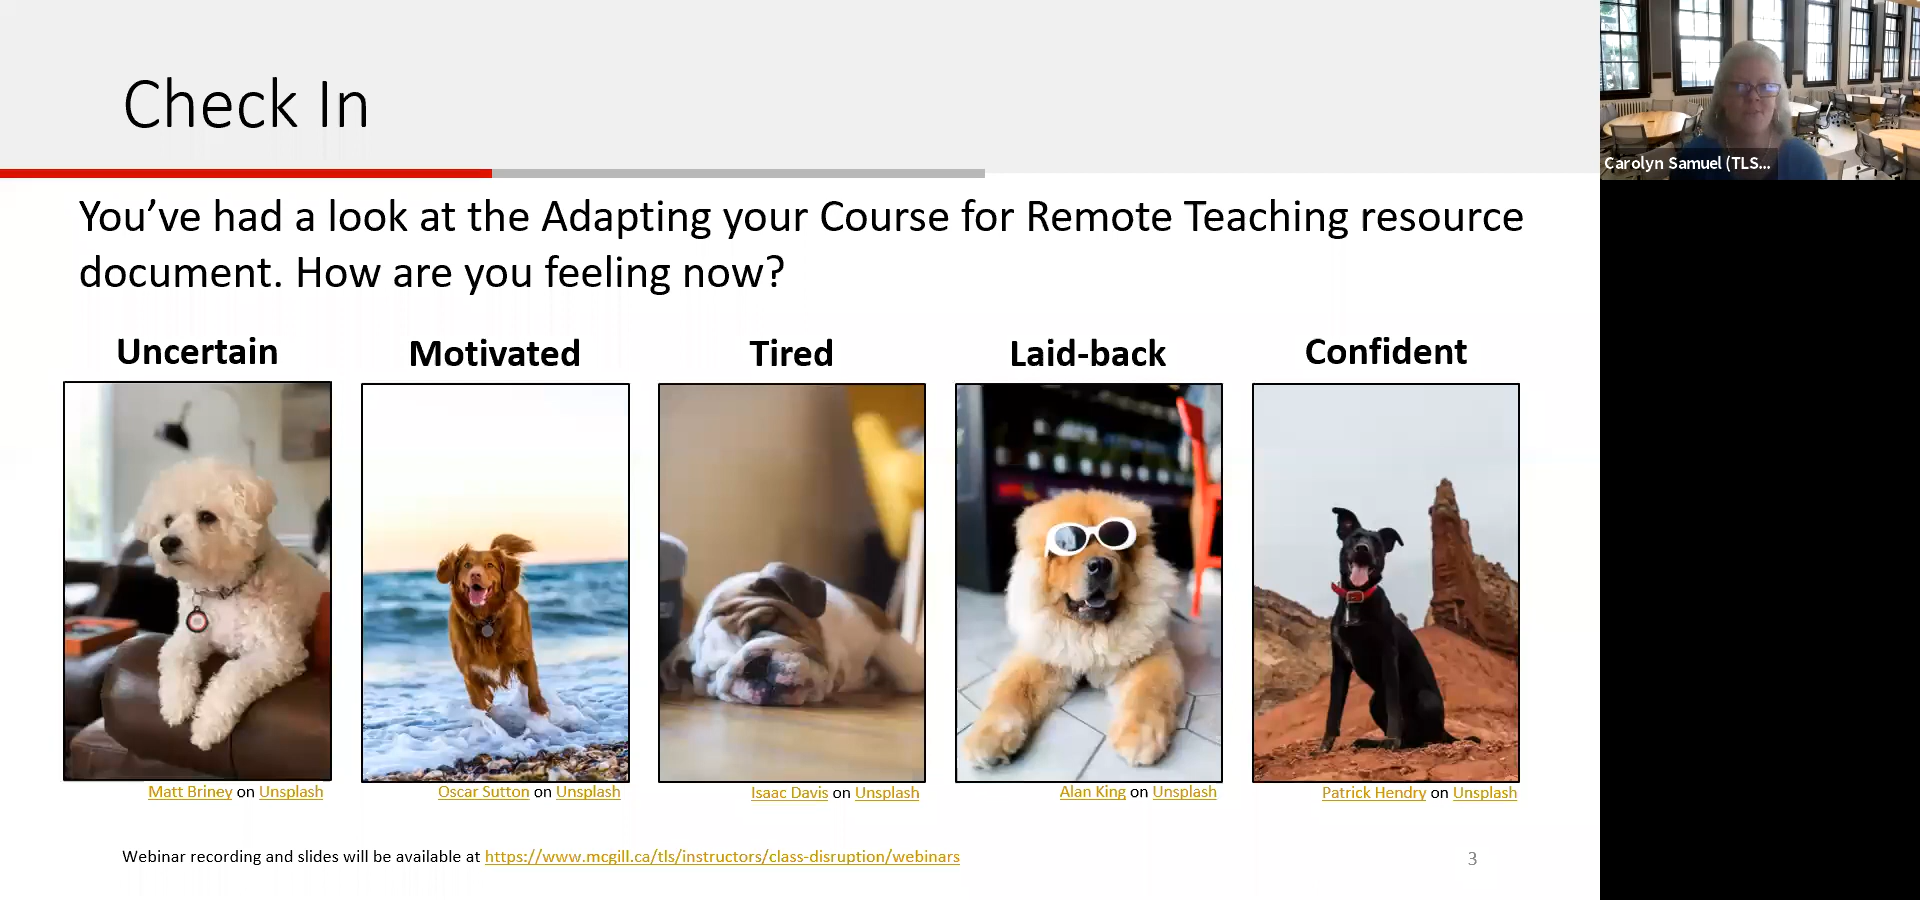 Check In
Carolyn Samuel (TLS...
You've had a look at the Adapting your Course for Remote Teaching resource
document. How are you feeling now?
Uncertain
Motivated
Tired
Laid-back
Confident
Matt Briney on Unsplash
Oscar Sutton on Unsplash
Isaac Davis on Unsplash
Alan King on Unsplash
Patrick Hendry on Unsplash
Webinar recording and slides will be available at https://www.mcgill.ca/tls/instructors/class-disruption/webinars
3